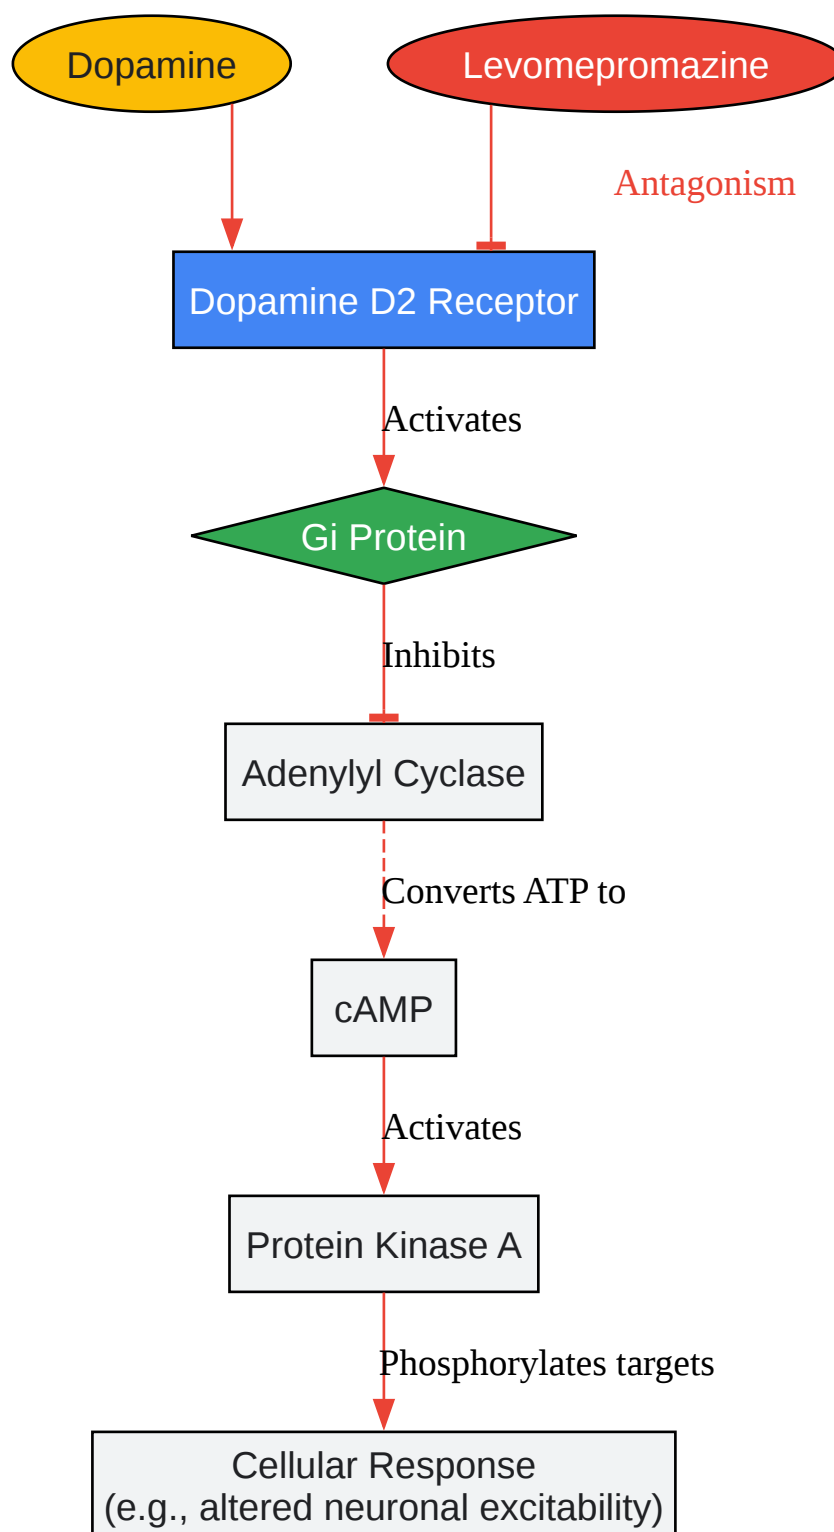 Dopamine
Levomepromazine
Antagonism
Dopamine D2 Receptor
Activates
Gi Protein
Inhibits
Adenylyl Cyclase
Converts ATP to
cAMP
Activates
Protein Kinase A
Phosphorylates targets
Cellular Response
(e.g., altered neuronal excitability)